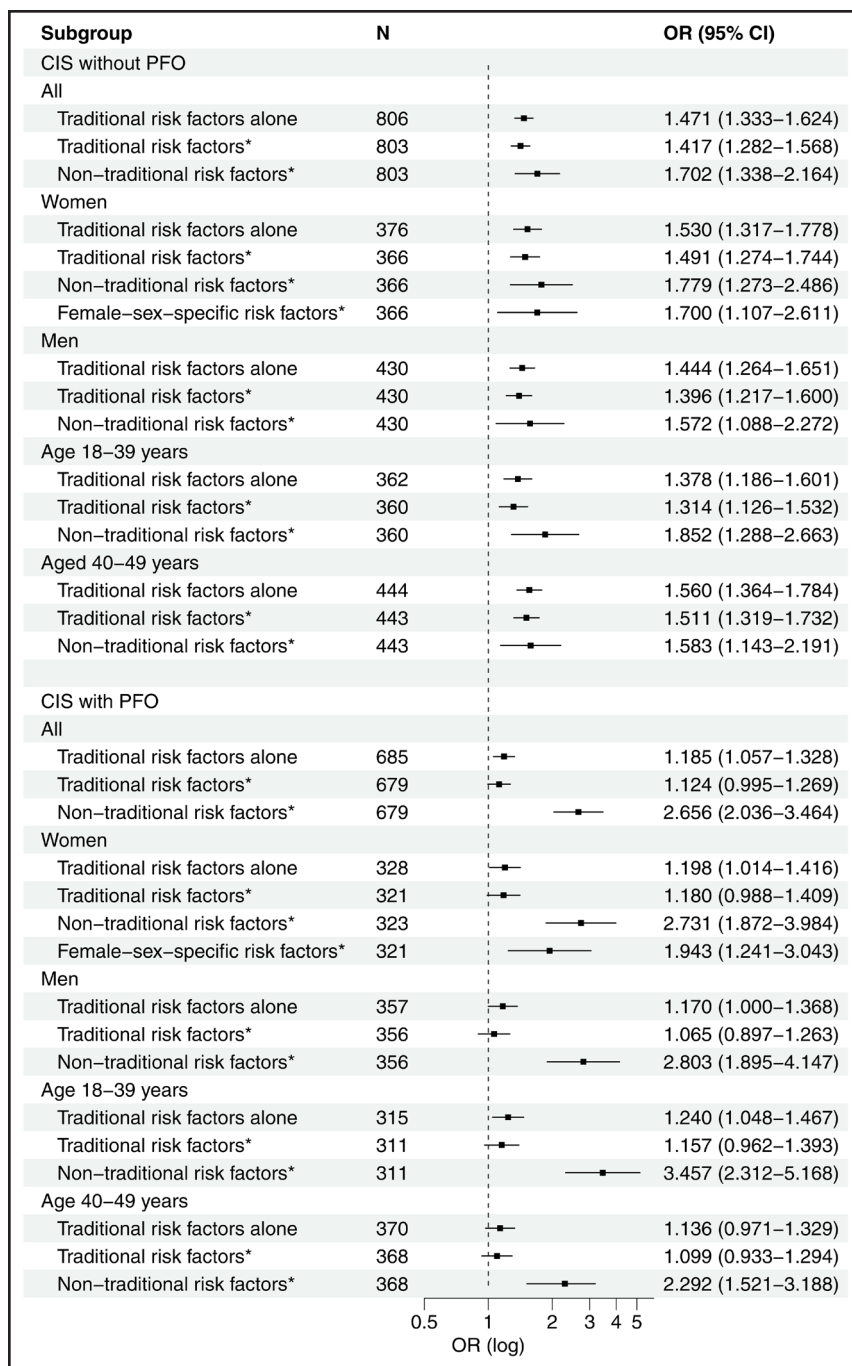 Subgroup N OR (95% CI)
CIS without PFO
All
Traditional risk factors alone 806 1.471 (1.333−1.624)
Traditional risk factors* 803 1.417 (1.282−1.568)
Non−traditional risk factors* 803 1.702 (1.338−2.164)
Women
Traditional risk factors alone 376 1.530 (1.317−1.778)
Traditional risk factors* 366 1.491 (1.274−1.744)
Non−traditional risk factors* 366 1.779 (1.273−2.486)
Female−sex−specific risk factors* 366 1.700 (1.107−2.611)
Men
Traditional risk factors alone 430 1.444 (1.264−1.651)
Traditional risk factors* 430 1.396 (1.217−1.600)
Non−traditional risk factors* 430 1.572 (1.088−2.272)
Age 18−39 years
Traditional risk factors alone 362 1.378 (1.186−1.601)
Traditional risk factors* 360 1.314 (1.126−1.532)
Non−traditional risk factors* 360 1.852 (1.288−2.663)
Aged 40−49 years
Traditional risk factors alone 444 1.560 (1.364−1.784)
Traditional risk factors* 443 1.511 (1.319−1.732)
Non−traditional risk factors* 443 1.583 (1.143−2.191)
CIS with PFO
All
Traditional risk factors alone 685 1.185 (1.057−1.328)
Traditional risk factors* 679 1.124 (0.995−1.269)
Non−traditional risk factors* 679 2.656 (2.036−3.464)
Women
Traditional risk factors alone 328 1.198 (1.014−1.416)
Traditional risk factors* 321 1.180 (0.988−1.409)
Non−traditional risk factors* 323 2.731 (1.872−3.984)
Female−sex−specific risk factors* 321 1.943 (1.241−3.043)
Men
Traditional risk factors alone 357 1.170 (1.000−1.368)
Traditional risk factors* 356 1.065 (0.897−1.263)
Non−traditional risk factors* 356 2.803 (1.895−4.147)
Age 18−39 years
Traditional risk factors alone 315 1.240 (1.048−1.467)
Traditional risk factors* 311 1.157 (0.962−1.393)
Non−traditional risk factors* 311 3.457 (2.312−5.168)
Age 40−49 years
Traditional risk factors alone 370 1.136 (0.971−1.329)
Traditional risk factors* 368 1.099 (0.933−1.294)
Non−traditional risk factors* 368 2.292 (1.521−3.188)
0.5 1 2 3 4 5
OR (log)